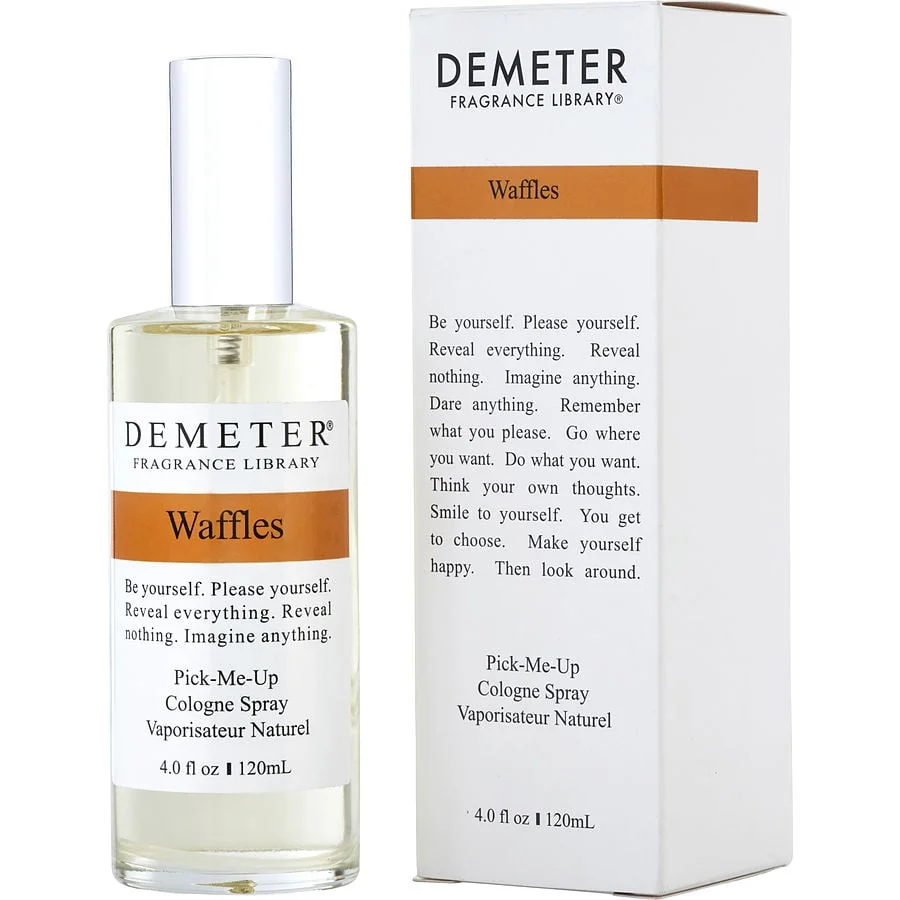 DEMETER®
FRAGRANCE LIBRARY
Waffles
Be yourself. Please yourself.
Reveal everything. Reveal
nothing. Imagine anything.
Pick-Me-Up
Cologne Spray
Vaporisateur Naturel
4.0 fl oz 120mL
DEMETER
FRAGRANCE LIBRARY®
Waffles
Be yourself. Please yourself.
Reveal everything. Reveal
nothing. Imagine anything.
Dare anything. Remember
what you please. Go where
you want. Do what you want.
Think your own thoughts.
Smile to yourself. You get
to choose. Make yourself
happy. Then look around.
Pick-Me-Up
Cologne Spray
Vaporisateur Naturel
4.0 fl oz 120mL